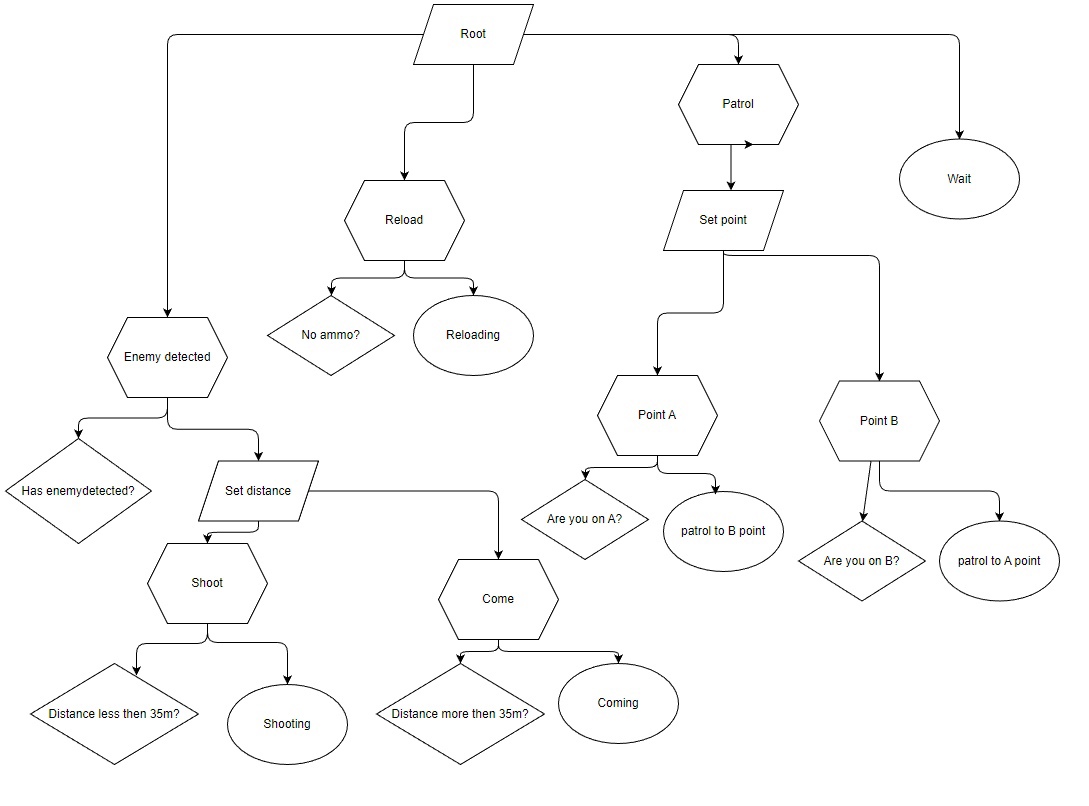 Root
Patrol
Wait
Reload
Set point
No ammo?
Reloading
Enemy detected
Point A
Point B
Has enemydetected?
Set distance
Are you on A?
patrol to B point
Are you on B?
patrol to A point
Shoot
Come
Distance less then 35m?
Shooting
Distance more then 35m?
Coming